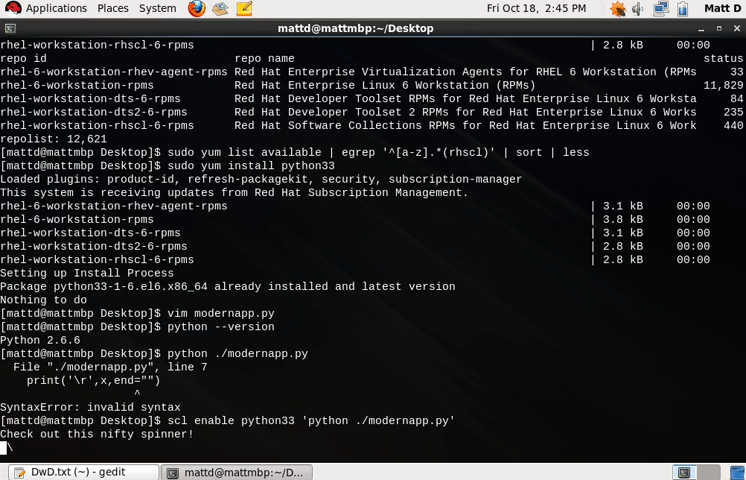 Applications Places System Fri Oct 18, 2:45 PM Matt D
mattd@mattmbp:~/Desktop
rhel-workstation-rhscl-6-rpms | 2.8 kB 00:00
repo id repo name status
rhel-6-workstation-rhev-agent-rpms Red Hat Enterprise Virtualization Agents for RHEL 6 Workstation (RPMs 33
rhel-6-workstation-rpms Red Hat Enterprise Linux 6 Workstation (RPMs) 11,829
rhel-workstation-dts-6-rpms Red Hat Developer Toolset RPMs for Red Hat Enterprise Linux 6 Worksta 84
rhel-workstation-dts2-6-rpms Red Hat Developer Toolset 2 RPMs for Red Hat Enterprise Linux 6 Works 235
rhel-workstation-rhscl-6-rpms Red Hat Software Collections RPMs for Red Hat Enterprise Linux 6 Work 440
repolist: 12,621
[mattd@mattmbp Desktop]$ sudo yum list available | egrep '^[a-z].*(rhscl)' | sort | less
[mattd@mattmbp Desktop]$ sudo yum install python33
Loaded plugins: product-id, refresh-packagekit, security, subscription-manager
This system is receiving updates from Red Hat Subscription Management.
rhel-6-workstation-rhev-agent-rpms | 3.1 kB 00:00
rhel-6-workstation-rpms | 3.8 kB 00:00
rhel-workstation-dts-6-rpms | 3.1 kB 00:00
rhel-workstation-dts2-6-rpms | 2.8 kB 00:00
rhel-workstation-rhscl-6-rpms | 2.8 kB 00:00
Setting up Install Process
Package python33-1-6.el6.x86_64 already installed and latest version
Nothing to do
[mattd@mattmbp Desktop]$ vim modernapp.py
[mattd@mattmbp Desktop]$ python --version
Python 2.6.6
[mattd@mattmbp Desktop]$ python ./modernapp.py
File "./modernapp.py", line 7
print('\r',x,end="")
^
SyntaxError: invalid syntax
[mattd@mattmbp Desktop]$ scl enable python33 'python ./modernapp.py'
Check out this nifty spinner!
\
DwD.txt (~) - gedit mattd@mattmbp:~/D...